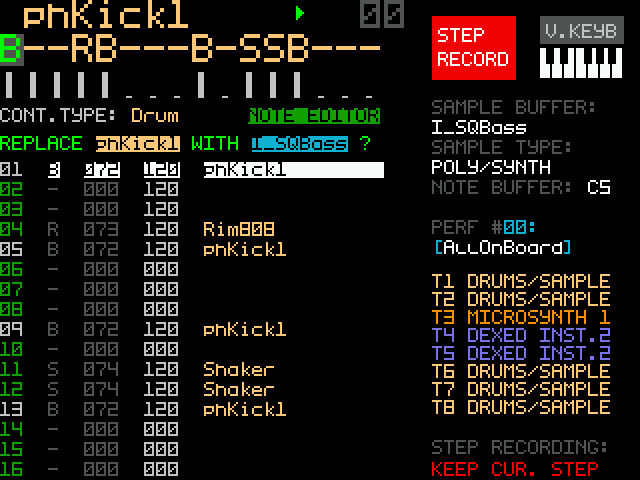 phKick1 00
B--RB---B-SSB---
CONT.TYPE: Drum NOTE EDITOR
REPLACE phKick1 WITH I_SQBass ?
01 B 072 120 phKick1
02 - 000 120
03 - 000 120
04 R 073 120 Rim808
05 B 072 120 phKick1
06 - 000 000
07 - 000 000
08 - 000 000
09 B 072 120 phKick1
10 - 000 000
11 S 074 120 Shaker
12 S 074 120 Shaker
13 B 072 120 phKick1
14 - 000 000
15 - 000 000
16 - 000 000
STEP
RECORD
V.KEYB
SAMPLE BUFFER:
I_SQBass
SAMPLE TYPE:
POLY/SYNTH
NOTE BUFFER: C5
PERF #00:
[AllOnBoard]
T1 DRUMS/SAMPLE
T2 DRUMS/SAMPLE
T3 MICROSYNTH 1
T4 DEXED INST.2
T5 DEXED INST.2
T6 DRUMS/SAMPLE
T7 DRUMS/SAMPLE
T8 DRUMS/SAMPLE
STEP RECORDING:
KEEP CUR. STEP